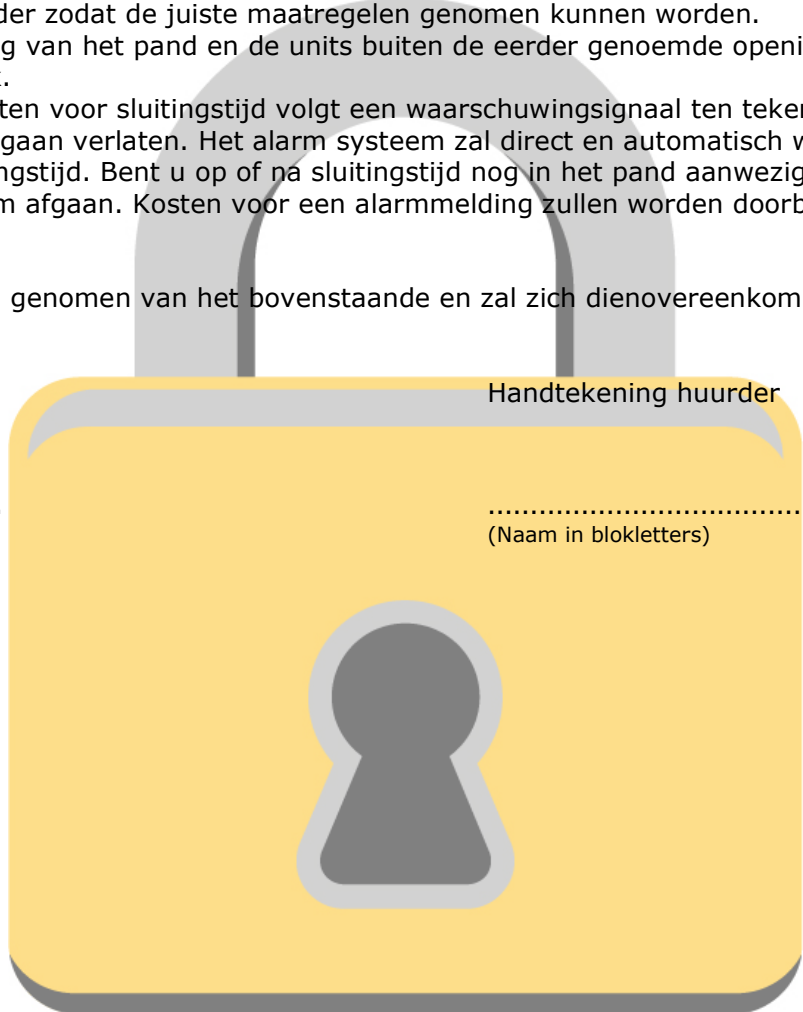 der zodat de juiste maatregelen genomen kunnen worden.
g van het pand en de units buiten de eerder genoemde openi
k.
ten voor sluitingstijd volgt een waarschuwingsignaal ten teken
gaan verlaten. Het alarm systeem zal direct en automatisch w
ngstijd. Bent u op of na sluitingstijd nog in het pand aanwezig
m afgaan. Kosten voor een alarmmelding zullen worden doorb
genomen van het bovenstaande en zal zich dienovereenkom
Handtekening huurder
.....................................
(Naam in blokletters)